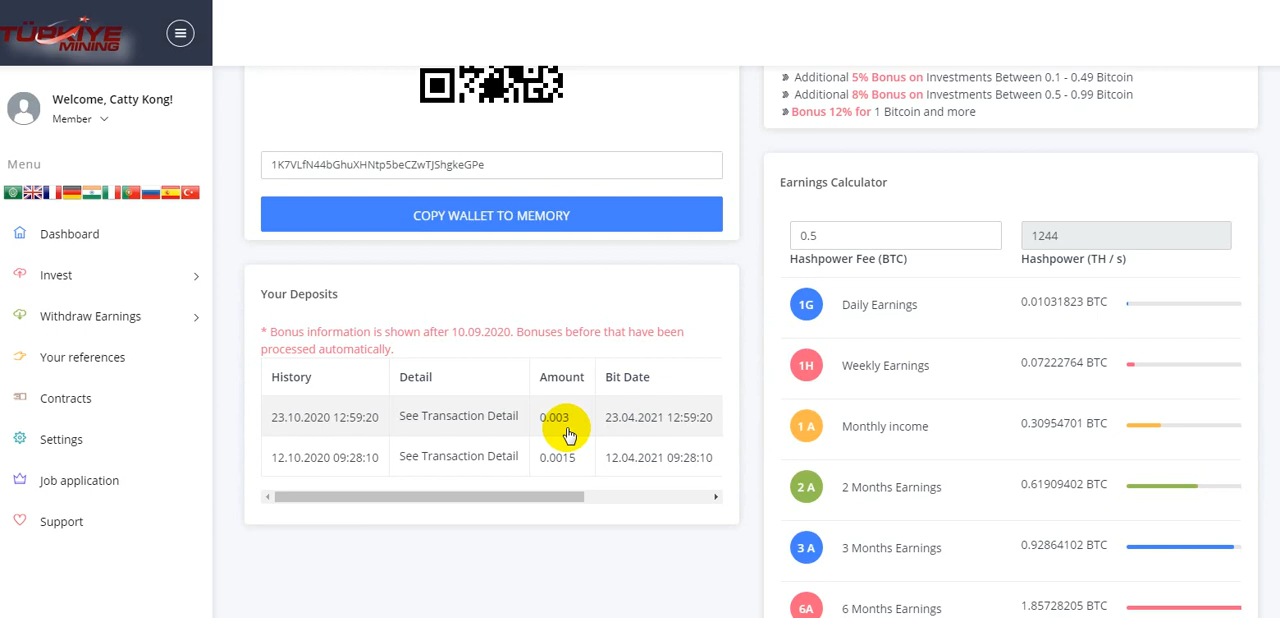 TÜRKİYE
MINING
Welcome, Catty Kong!
Member
Menu
Dashboard
Invest
Withdraw Earnings
Your references
Contracts
Settings
Job application
Support
1K7VLfN44bGhuXHNtp5beCZwTJShgkeGPe
COPY WALLET TO MEMORY
Your Deposits
* Bonus information is shown after 10.09.2020. Bonuses before that have been
processed automatically.
History Detail Amount Bit Date
23.10.2020 12:59:20 See Transaction Detail 0.003 23.04.2021 12:59:20
12.10.2020 09:28:10 See Transaction Detail 0.0015 12.04.2021 09:28:10
Additional 5% Bonus on Investments Between 0.1 - 0.49 Bitcoin
Additional 8% Bonus on Investments Between 0.5 - 0.99 Bitcoin
Bonus 12% for 1 Bitcoin and more
Earnings Calculator
0.5 1244
Hashpower Fee (BTC) Hashpower (TH / s)
1G Daily Earnings 0.01031823 BTC
1H Weekly Earnings 0.07222764 BTC
1 A Monthly income 0.30954701 BTC
2 A 2 Months Earnings 0.61909402 BTC
3 A 3 Months Earnings 0.92864102 BTC
6A 6 Months Earnings 1.85728205 BTC